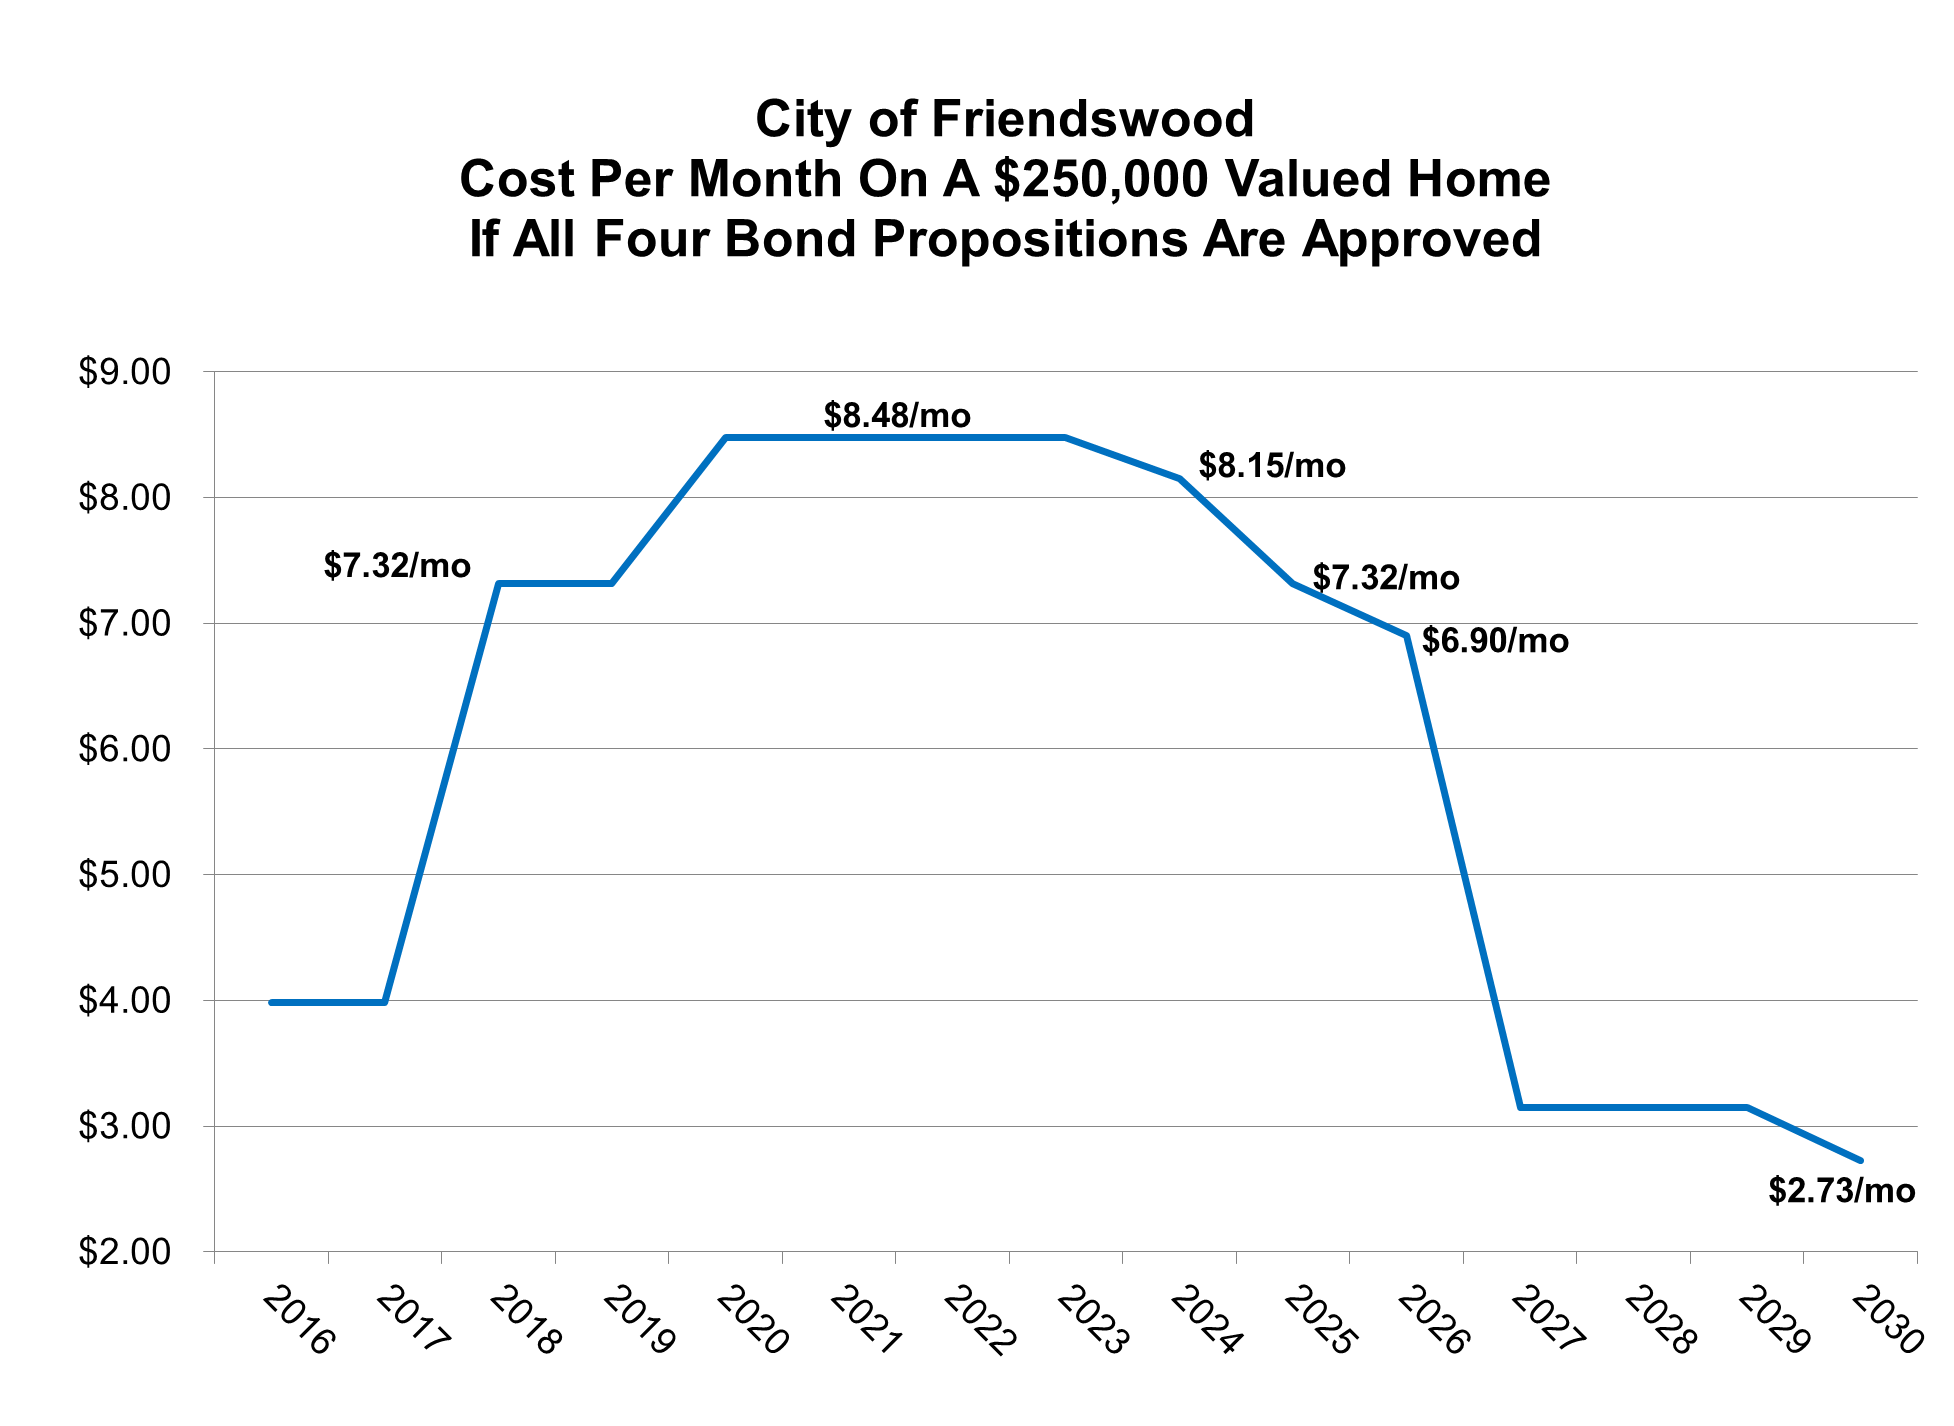 City of Friendswood
Cost Per Month On A $250,000 Valued Home
If All Four Bond Propositions Are Approved
$9.00
$8.48/mo
$8.15/mo
$8.00
$7.32/mo
$7.32/mo
$7.00
$6.90/mo
$6.00
$5.00
$4.00
$3.00
$2.73/mo
$2.00
2016
2017
2018
2019
2020
2021
2022
2023
2024
2025
2026
2027
2028
2029
2030